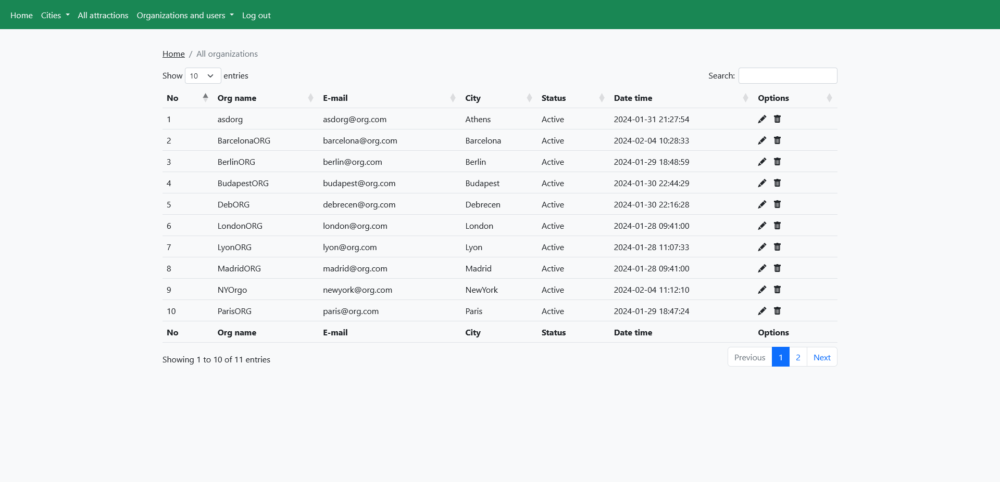 Home Cities All attractions Organizations and users Log out
Home / All organizations
Show 10 entries Search:
No Org name E-mail City Status Date time Options
1 asdorg asdorg@org.com Athens Active 2024-01-31 21:27:54
2 BarcelonaORG barcelona@org.com Barcelona Active 2024-02-04 10:28:33
3 BerlinORG berlin@org.com Berlin Active 2024-01-29 18:48:59
4 BudapestORG budapest@org.com Budapest Active 2024-01-30 22:44:29
5 DebORG debrecen@org.com Debrecen Active 2024-01-30 22:16:28
6 LondonORG london@org.com London Active 2024-01-28 09:41:00
7 LyonORG lyon@org.com Lyon Active 2024-01-28 11:07:33
8 MadridORG madrid@org.com Madrid Active 2024-01-28 09:41:00
9 NYOrgo newyork@org.com NewYork Active 2024-02-04 11:12:10
10 ParisORG paris@org.com Paris Active 2024-01-29 18:47:24
No Org name E-mail City Status Date time Options
Showing 1 to 10 of 11 entries Previous 1 2 Next